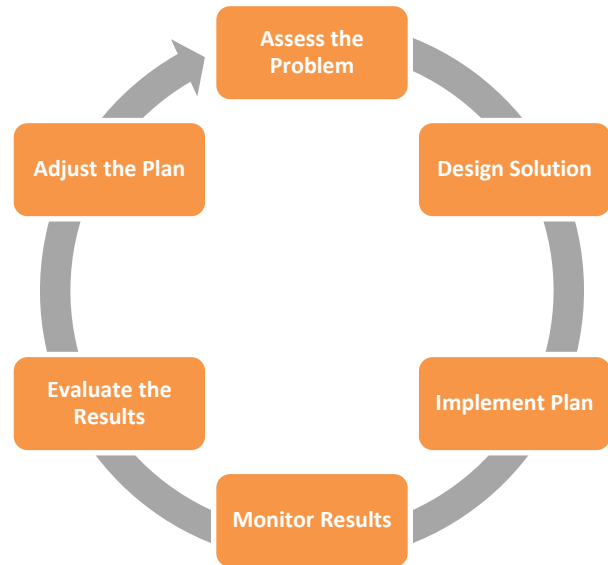 Assess the
Problem
Design Solution
Implement Plan
Monitor Results
Evaluate the
Results
Adjust the Plan